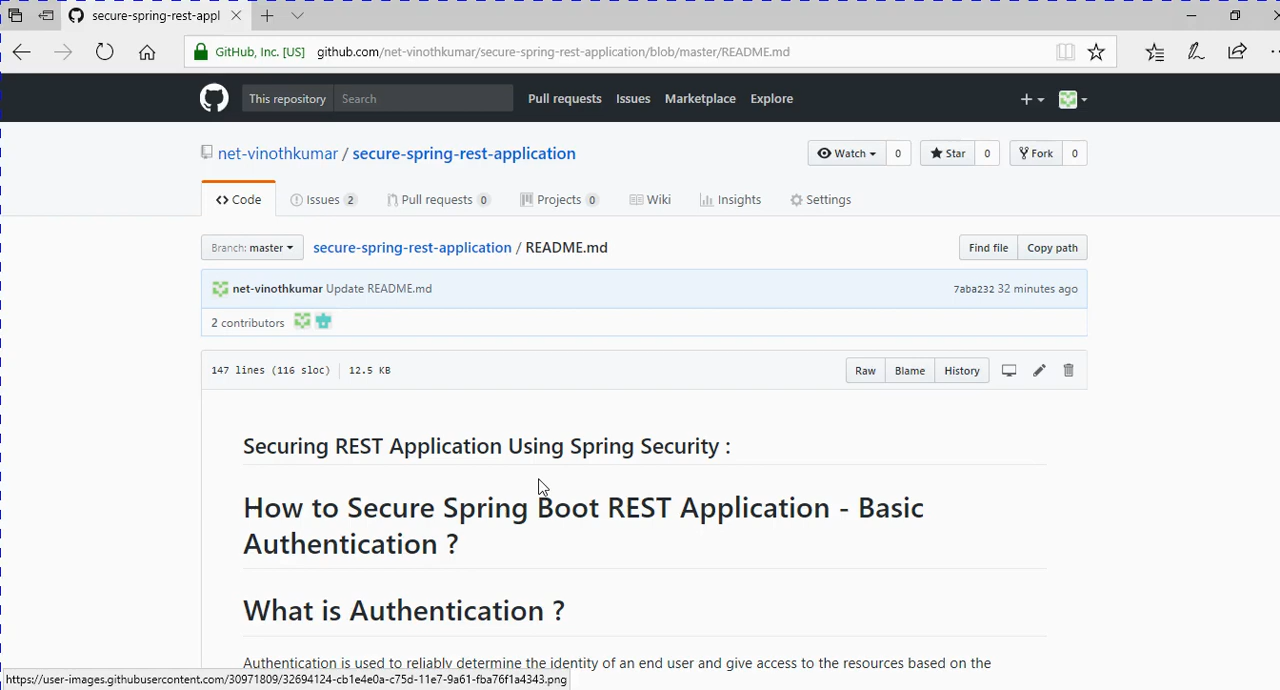 secure-spring-rest-appl
GitHub, Inc. [US] github.com/net-vinothkumar/secure-spring-rest-application/blob/master/README.md
This repository Search Pull requests Issues Marketplace Explore
net-vinothkumar / secure-spring-rest-application Watch 0 Star 0 Fork 0
Code Issues 2 Pull requests 0 Projects 0 Wiki Insights Settings
Branch: master secure-spring-rest-application / README.md Find file Copy path
net-vinothkumar Update README.md 7aba232 32 minutes ago
2 contributors
147 lines (116 sloc) 12.5 KB Raw Blame History
Securing REST Application Using Spring Security :
How to Secure Spring Boot REST Application - Basic
Authentication ?
What is Authentication ?
Authentication is used to reliably determine the identity of an end user and give access to the resources based on the
https://user-images.githubusercontent.com/30971809/32694124-cb1e4e0a-c75d-11e7-9a61-fba76f1a4343.png